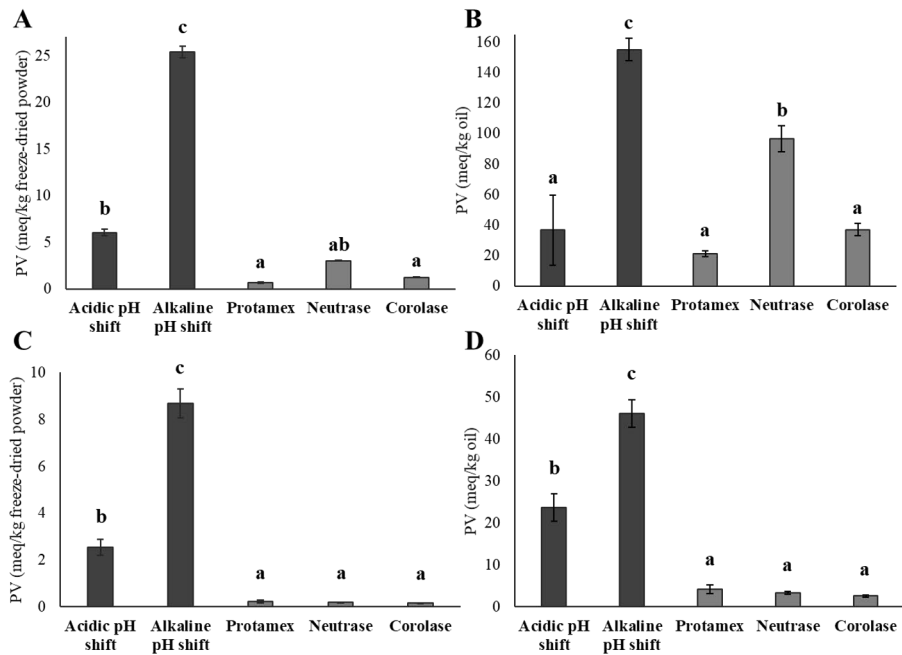 A
PV (meq/kg freeze-dried powder)
25
20
15
10
5
0
b
c
a
ab
a
Acidic pH
shift
Alkaline
pH shift
Protamex
Neutrase
Corolase
B
PV (meq/kg oil)
160
140
120
100
80
60
40
20
0
a
c
a
b
a
Acidic pH
shift
Alkaline
pH shift
Protamex
Neutrase
Corolase
C
PV (meq/kg freeze-dried powder)
10
8
6
4
2
0
b
c
a
a
a
Acidic pH
shift
Alkaline
pH shift
Protamex
Neutrase
Corolase
D
PV (meq/kg oil)
60
50
40
30
20
10
0
b
c
a
a
a
Acidic pH
shift
Alkaline
pH shift
Protamex
Neutrase
Corolase